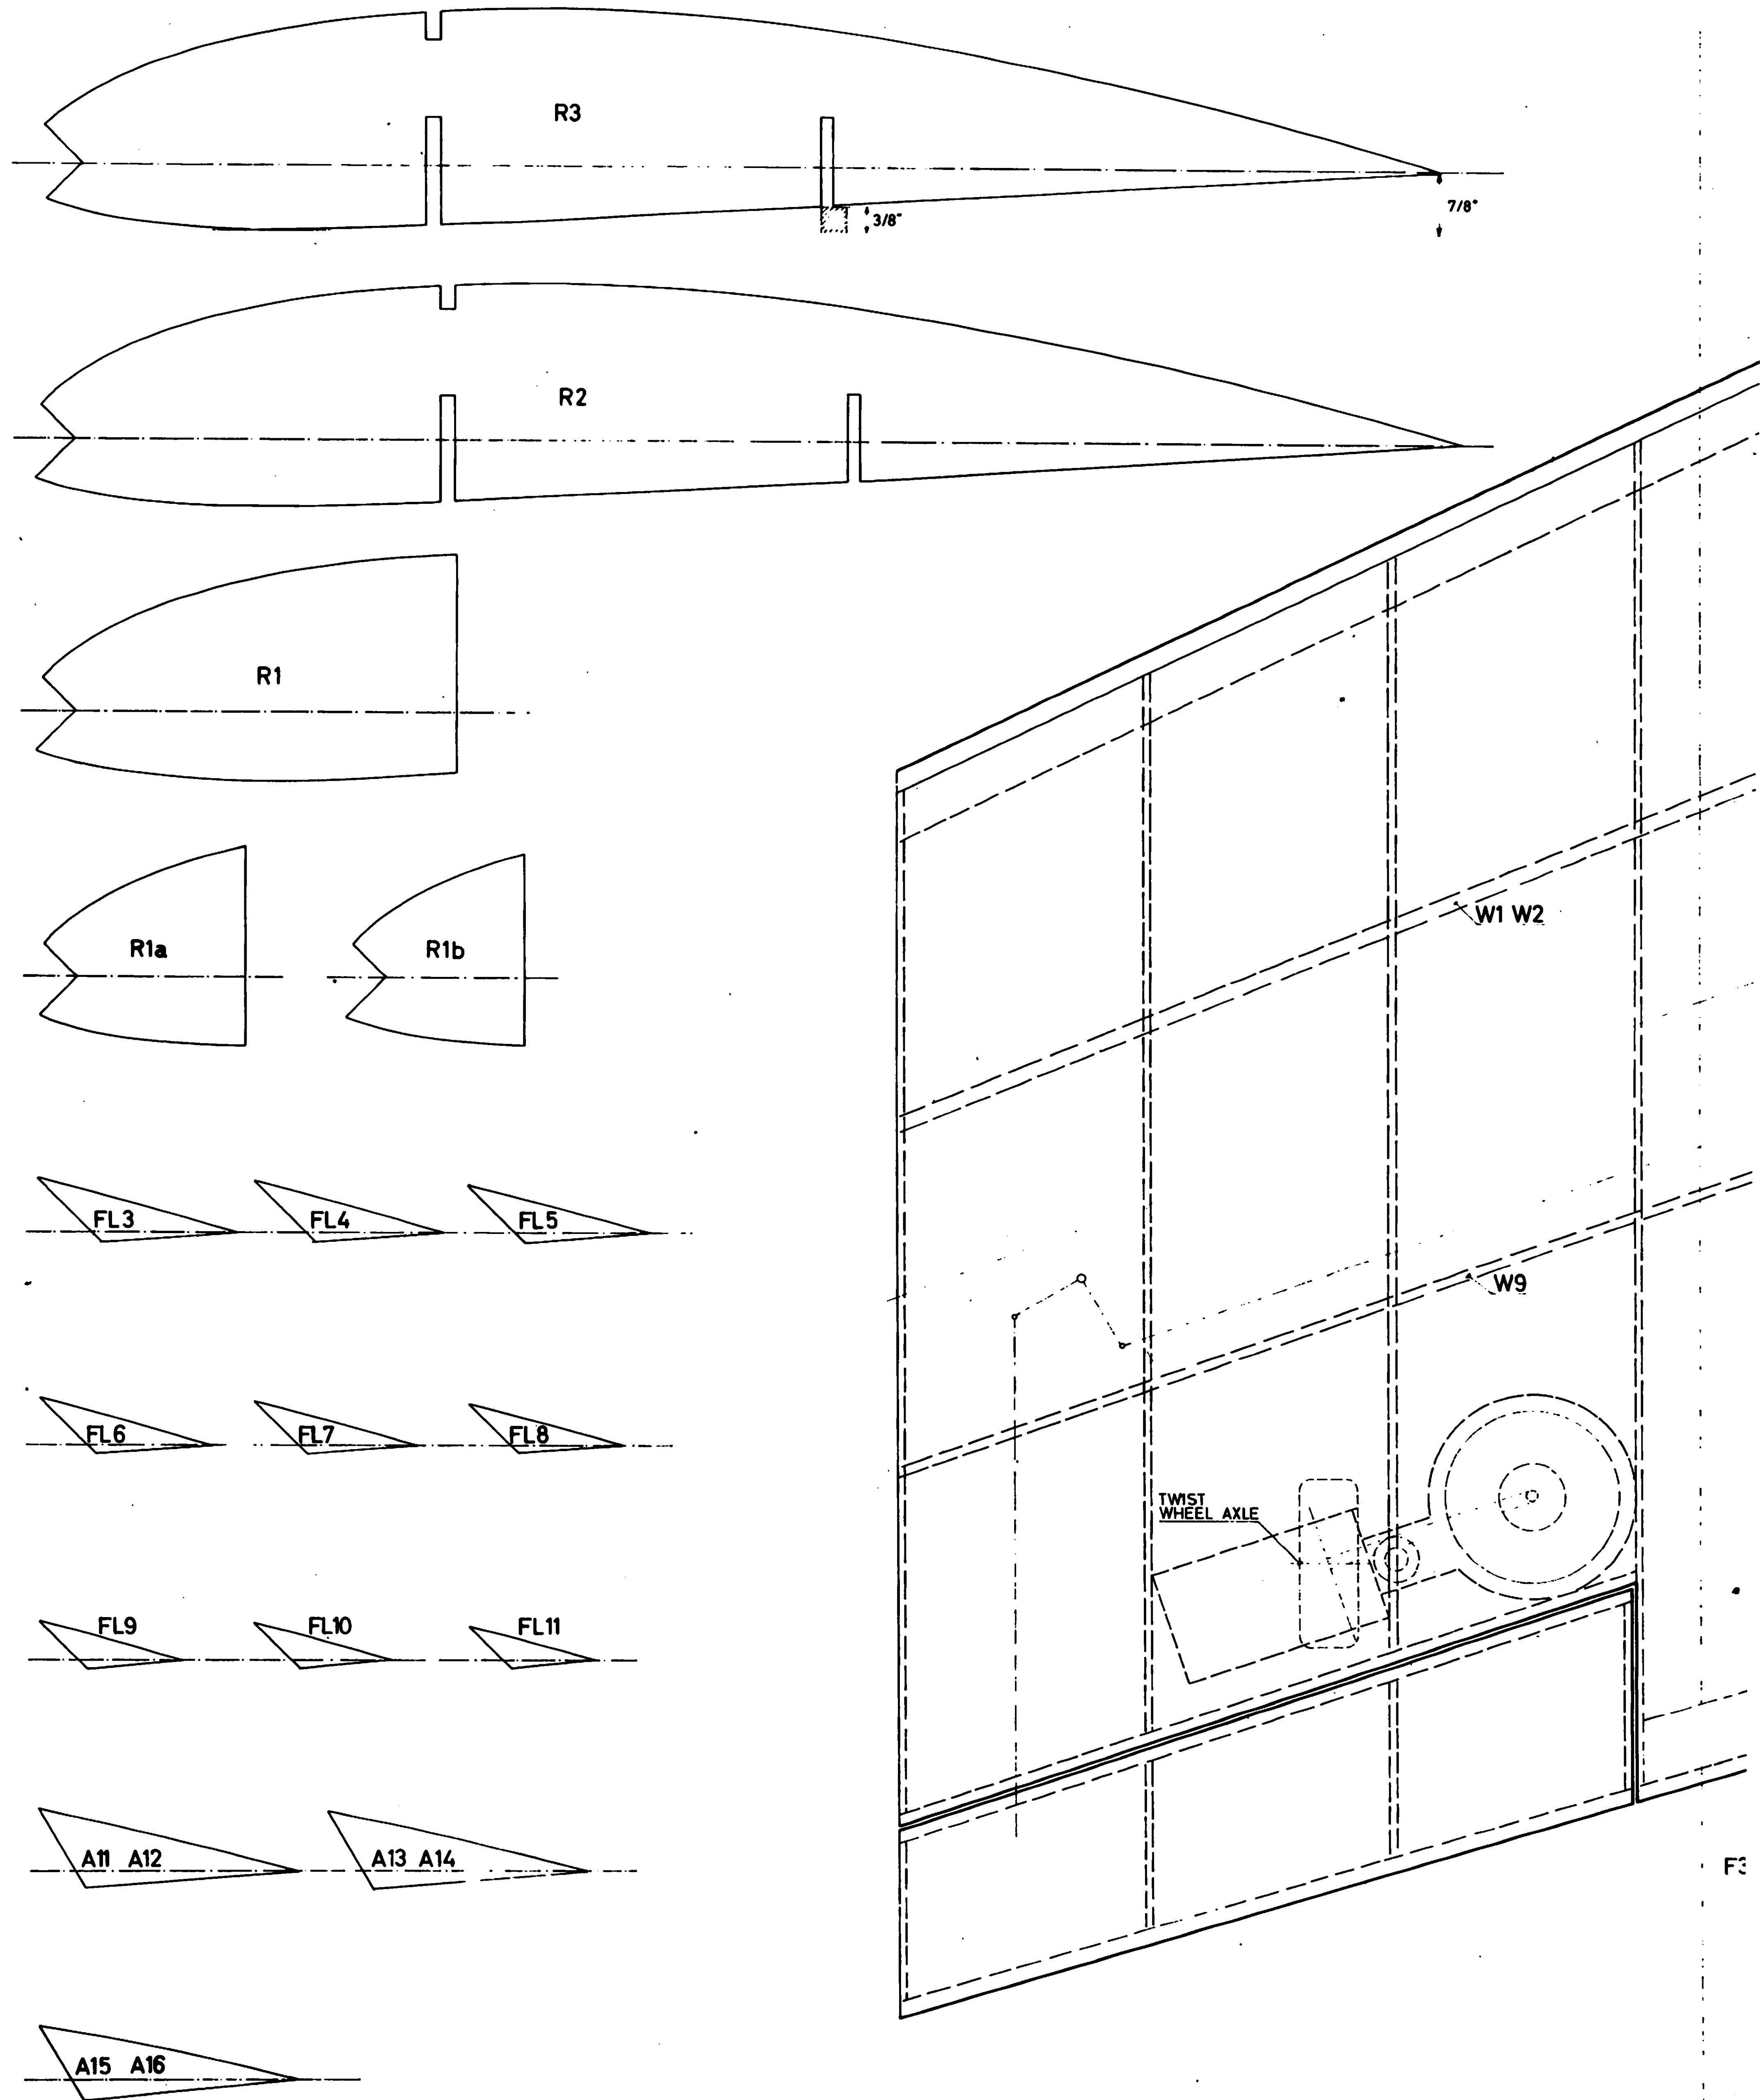 R3
3/8"
7/8"
R2
R1
R1a
R1b
W1 W2
FL3
FL4
FL5
W9
FL6
FL7
FL8
TWIST
WHEEL AXLE
FL9
FL10
FL11
A11 A12
A13 A14
A15 A16